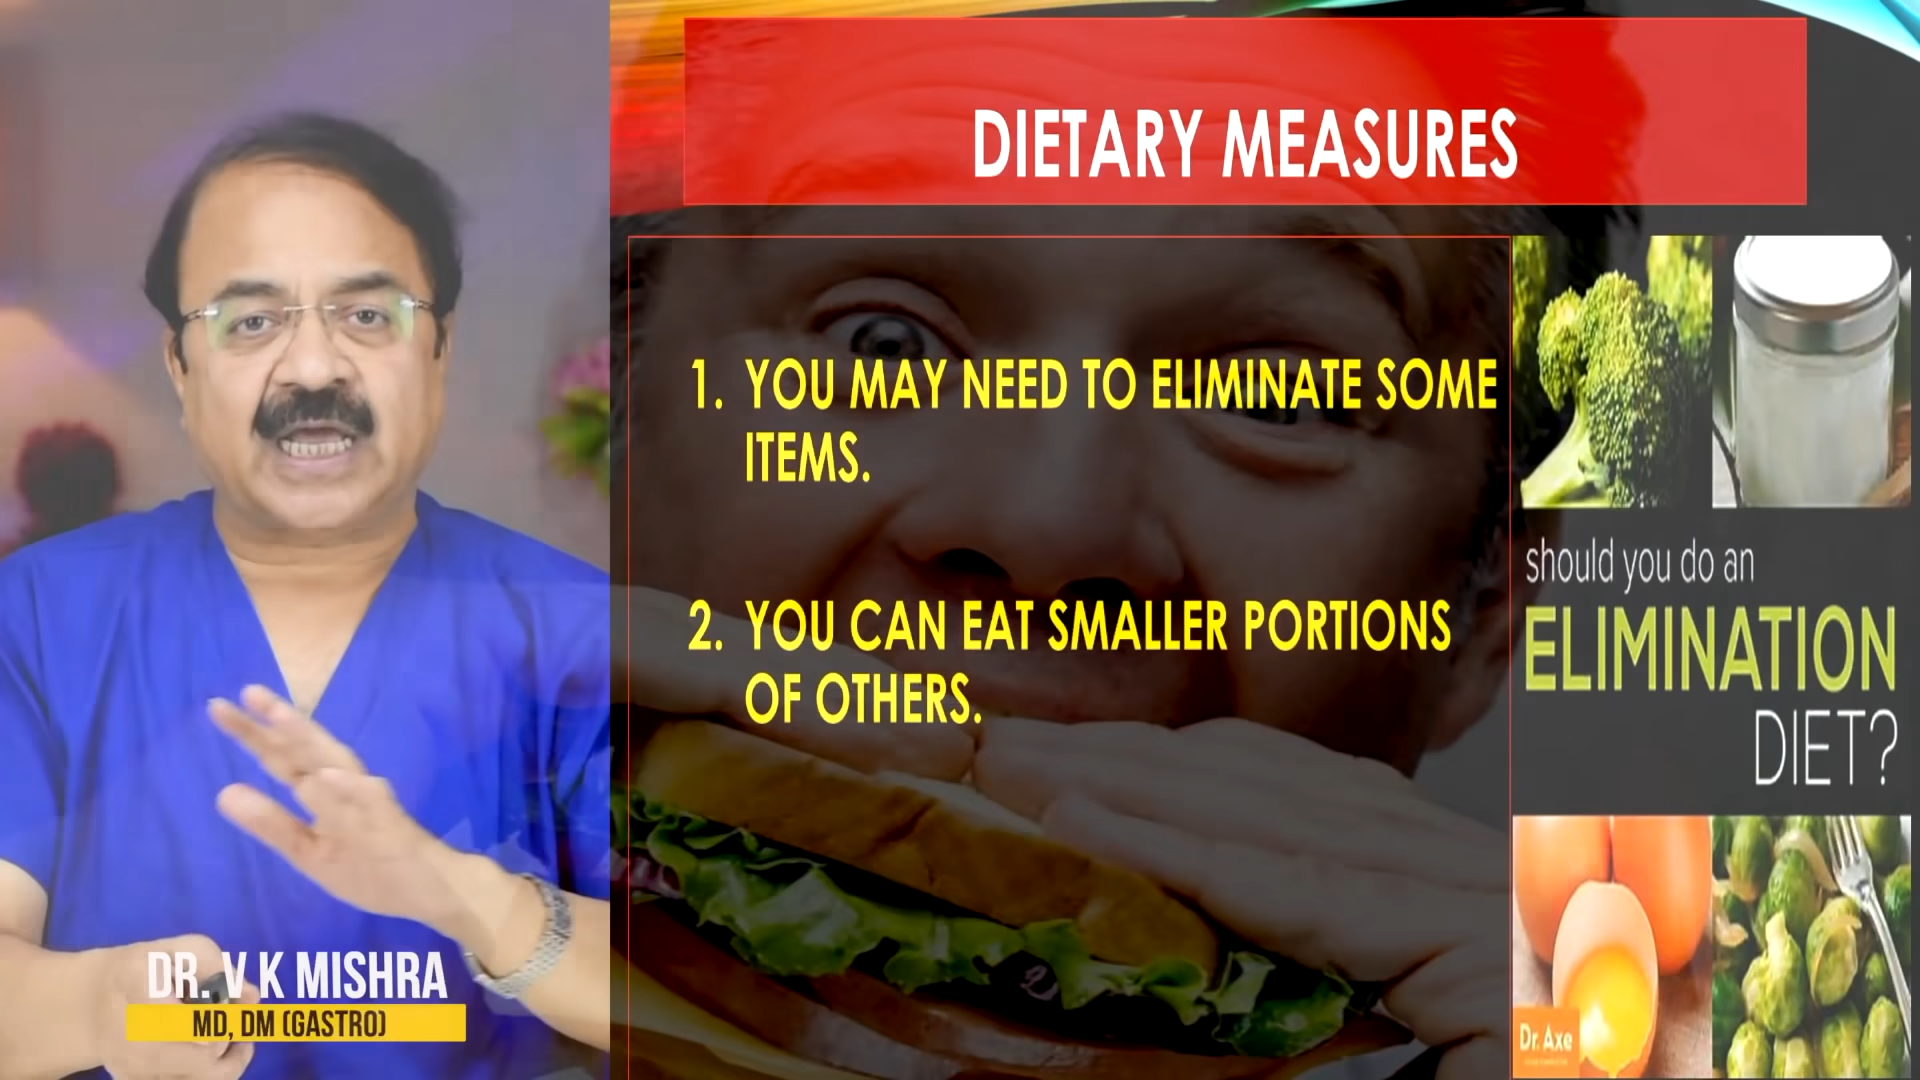 DIETARY MEASURES
1. YOU MAY NEED TO ELIMINATE SOME
ITEMS.
2. YOU CAN EAT SMALLER PORTIONS
OF OTHERS.
should you do an
ELIMINATION
DIET?
Dr. Axe
DR. V K MISHRA
MD, DM (GASTRO)